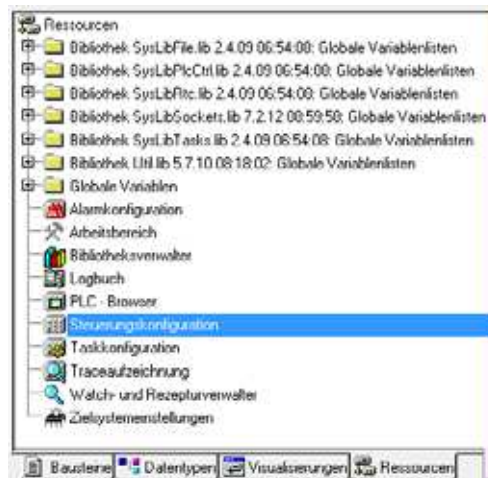 Ressourcen
Bibliothek SysLibFile.lib 2.4.09 06:54:08: Globale Variablenlisten
Bibliothek SysLibPlcCtrl.lib 2.4.09 06:54:08: Globale Variablenlisten
Bibliothek SysLibRtc.lib 2.4.09 06:54:08: Globale Variablenlisten
Bibliothek SysLibSockets.lib 7.2.12 08:59:58: Globale Variablenlisten
Bibliothek SysLibTasks.lib 2.4.09 06:54:08: Globale Variablenlisten
Bibliothek Util.lib 5.7.10 08:18:02: Globale Variablenlisten
Globale Variablen
Alarmkonfiguration
Arbeitsbereich
Bibliotheksverwalter
Logbuch
PLC - Browser
Steuerungskonfiguration
Taskkonfiguration
Traceaufzeichnung
Watch- und Rezepturverwalter
Zielsystemeinstellungen
Bausteine Datentypen Visualisierungen Ressourcen